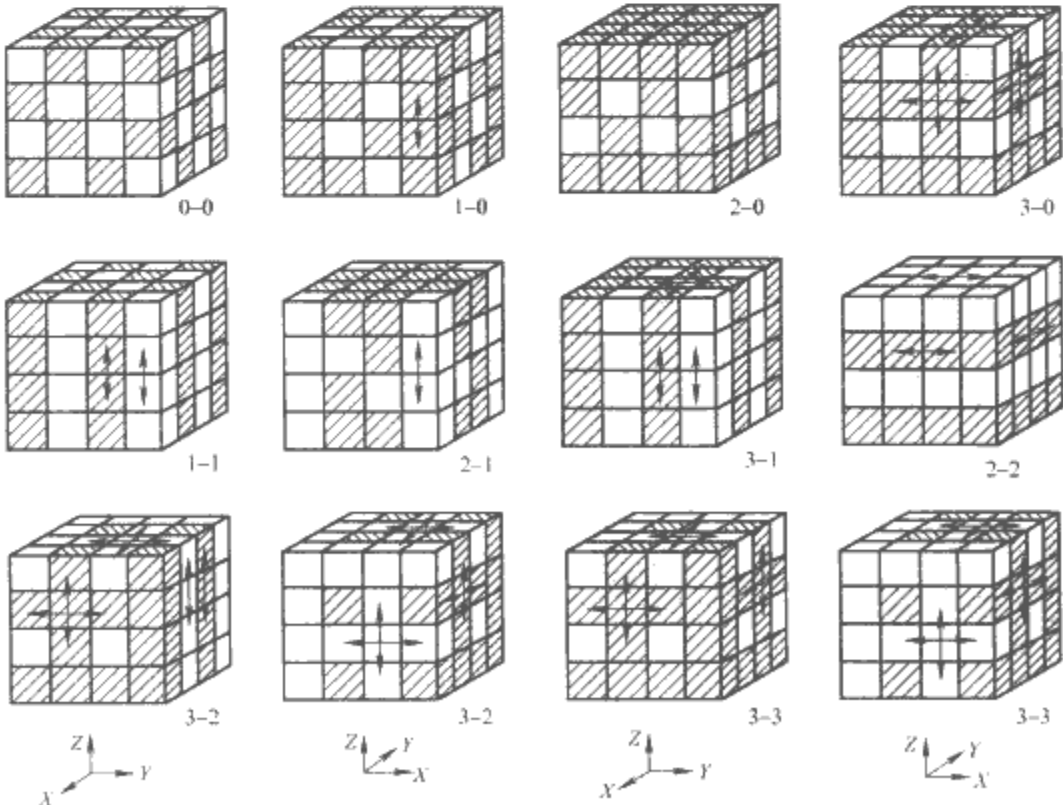 0–0 1–0 2–0 3–0
1–1 2–1 3–1 2–2
3–2 3–2 3–3 3–3
Z Y X Z Y X Z Y X Z Y X